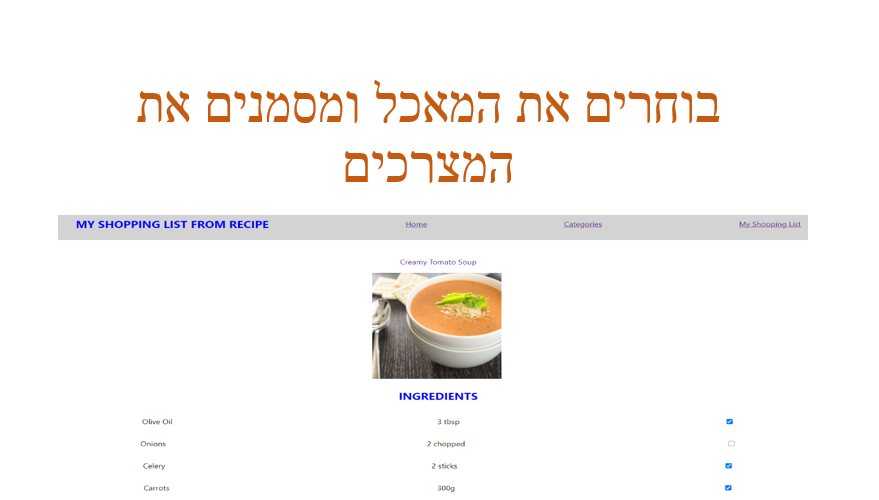 בוחרים את המאכל ומסמנים את
המצרכים
MY SHOPPING LIST FROM RECIPE Home Categories My Shopping List
Creamy Tomato Soup
INGREDIENTS
Olive Oil 3 tbsp
Onions 2 chopped
Celery 2 sticks
Carrots 300g